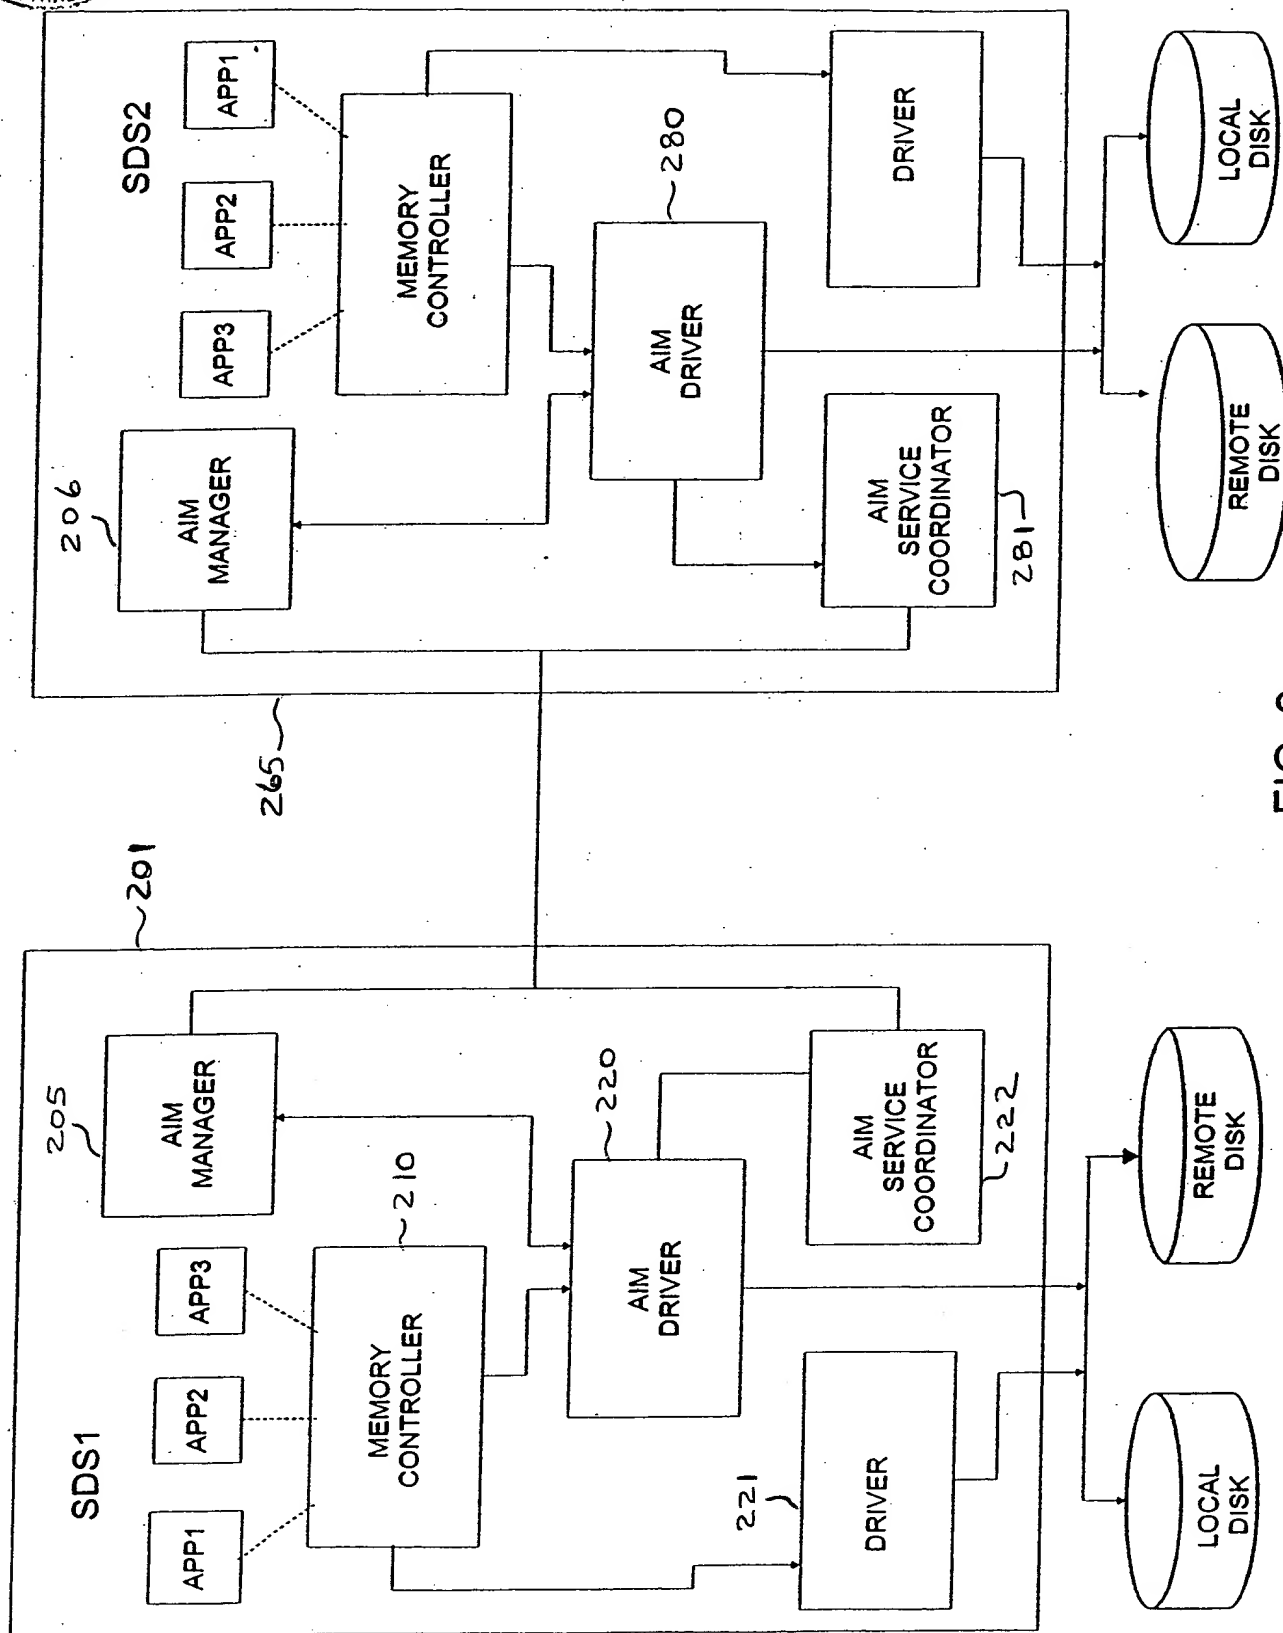 SDS1
APP1
APP2
APP3
205
AIM
MANAGER
201
MEMORY
CONTROLLER
210
AIM
DRIVER
220
221
DRIVER
AIM
SERVICE
COORDINATOR
222
LOCAL
DISK
REMOTE
DISK
SDS2
206
AIM
MANAGER
APP3
APP2
APP1
265
MEMORY
CONTROLLER
AIM
DRIVER
280
AIM
SERVICE
COORDINATOR
281
DRIVER
REMOTE
DISK
LOCAL
DISK
FIG.